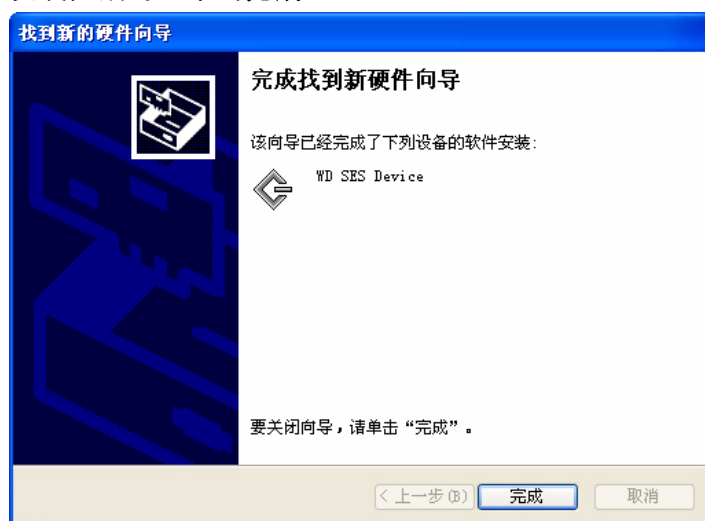 找到新的硬件向导
完成找到新硬件向导
该向导已经完成了下列设备的软件安装:
WD SES Device
要关闭向导，请单击“完成”。
< 上一步(B)
完成
取消